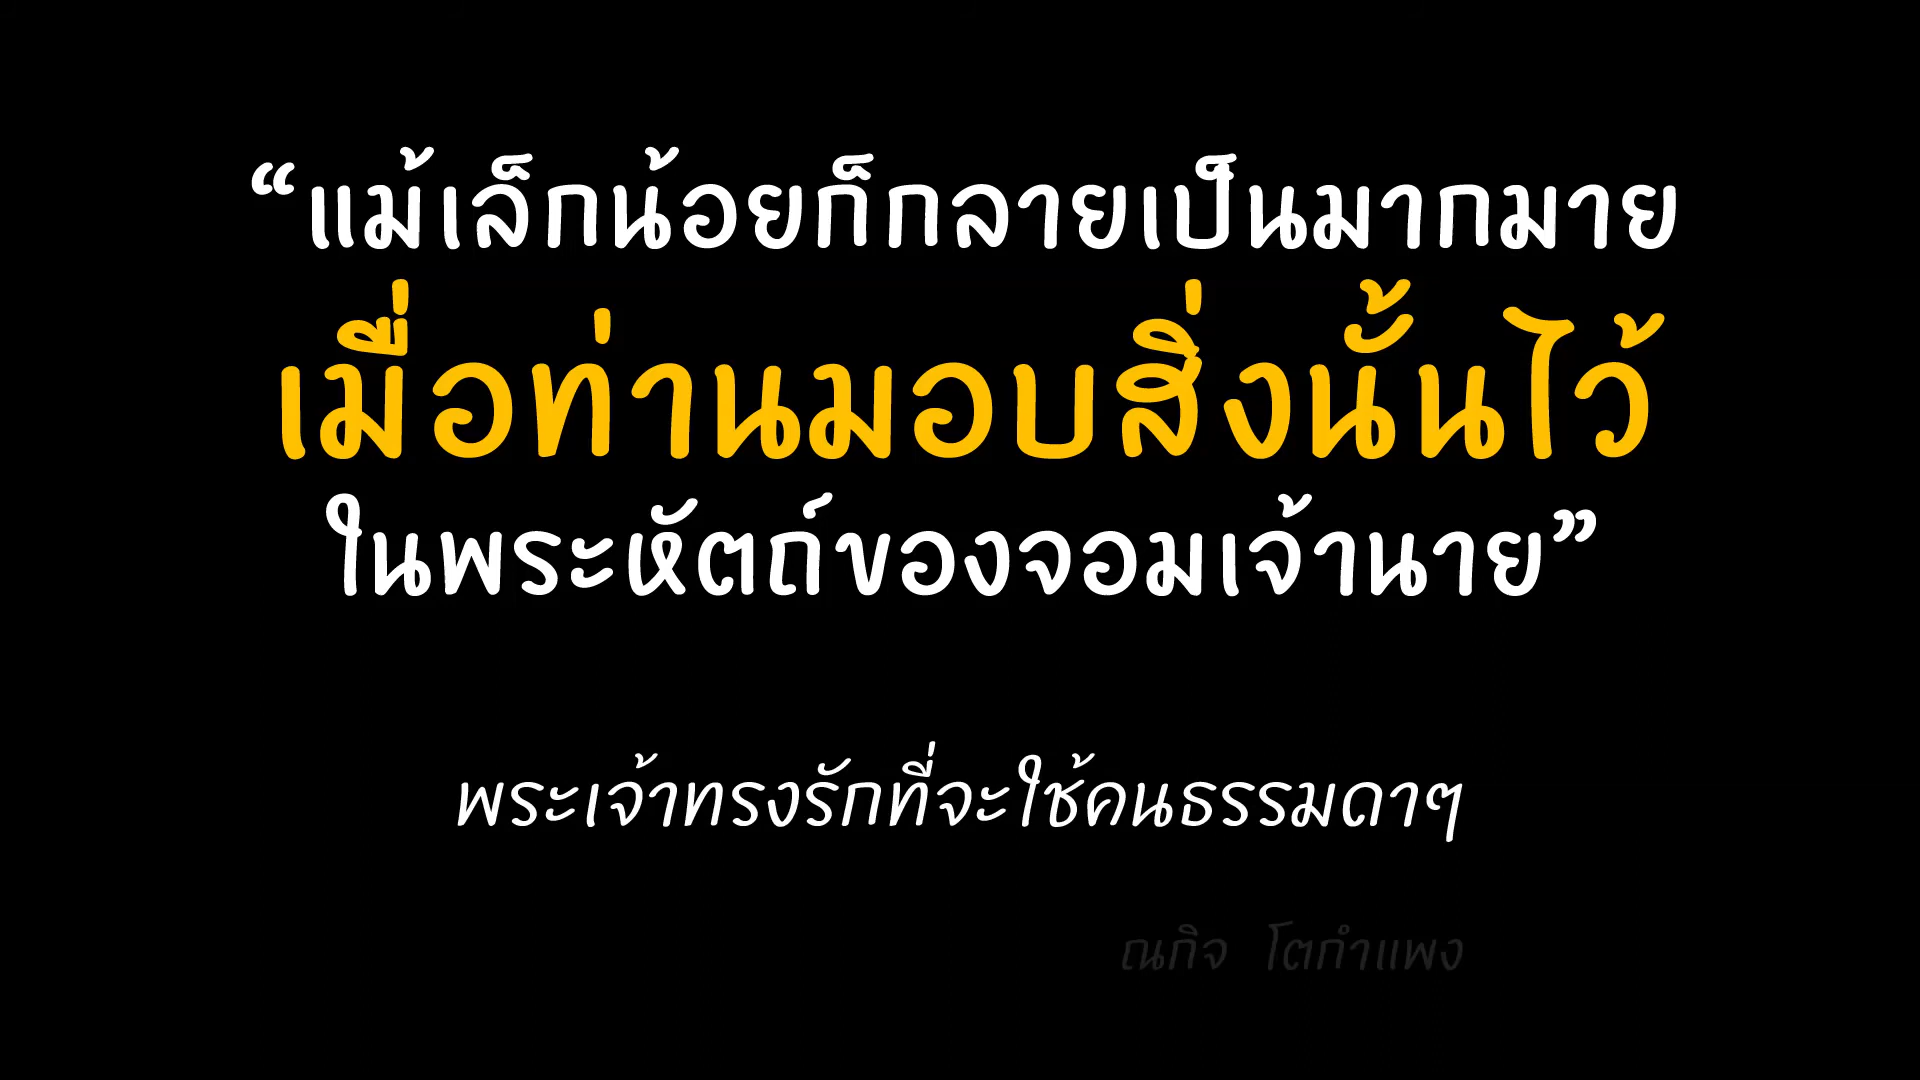 “แม้เล็กน้อยก็กลายเป็นมากมาย
เมื่อท่านมอบสิ่งนั้นไว้
ในพระหัตถ์ของจอมเจ้านาย”
พระเจ้าทรงรักที่จะใช้คนธรรมดาๆ
ณกิจ โตกำแพง